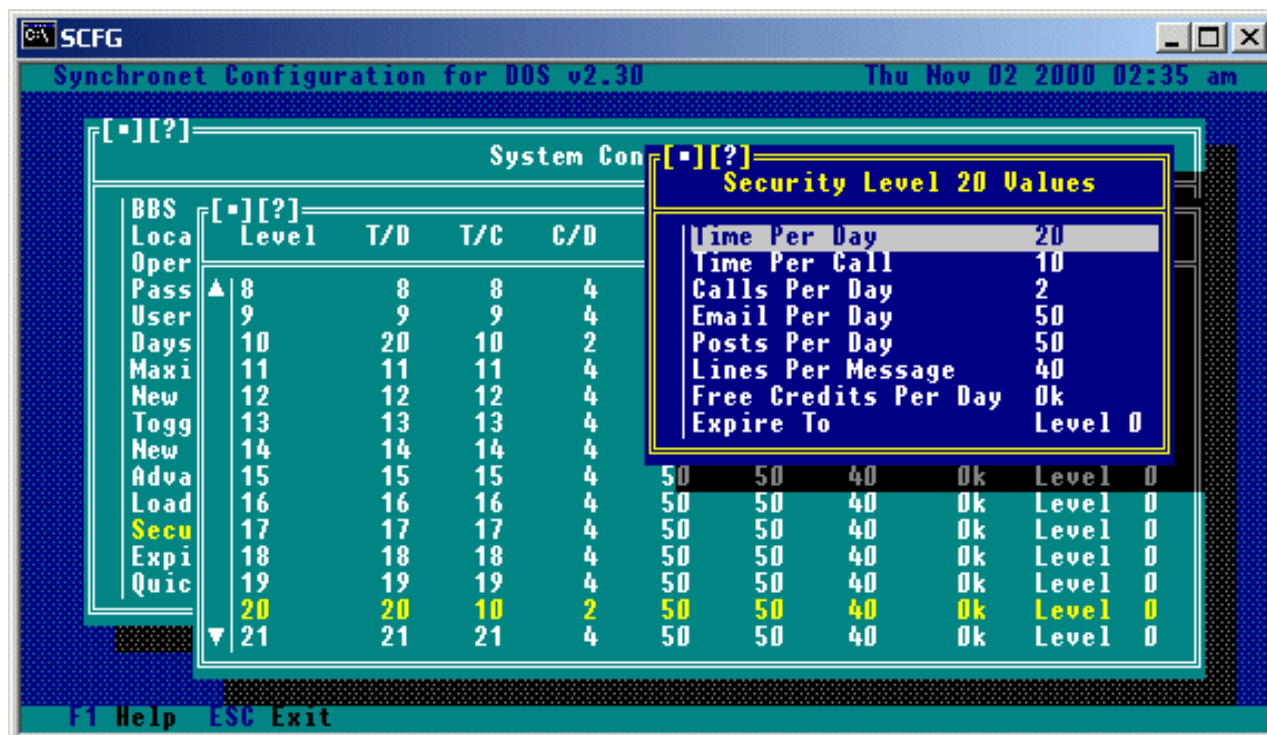 SCFG
Synchronet Configuration for DOS v2.30 Thu Nov 02 2000 02:35 am
[■][?]
System Con
[■][?]
Security Level 20 Values
Time Per Day 20
Time Per Call 10
Calls Per Day 2
Email Per Day 50
Posts Per Day 50
Lines Per Message 40
Free Credits Per Day 0k
Expire To Level 0
BBS
Loca
Oper
Pass
User
Days
Maxi
New
Togg
New
Adva
Load
Secu
Expi
Quic
[■][?]
Level T/D T/C C/D
8 8 8 4
9 9 9 4
10 20 10 2
11 11 11 4
12 12 12 4
13 13 13 4
14 14 14 4
15 15 15 4 50 50 40 0k Level 0
16 16 16 4 50 50 40 0k Level 0
17 17 17 4 50 50 40 0k Level 0
18 18 18 4 50 50 40 0k Level 0
19 19 19 4 50 50 40 0k Level 0
20 20 10 2 50 50 40 0k Level 0
21 21 21 4 50 50 40 0k Level 0
F1 Help ESC Exit